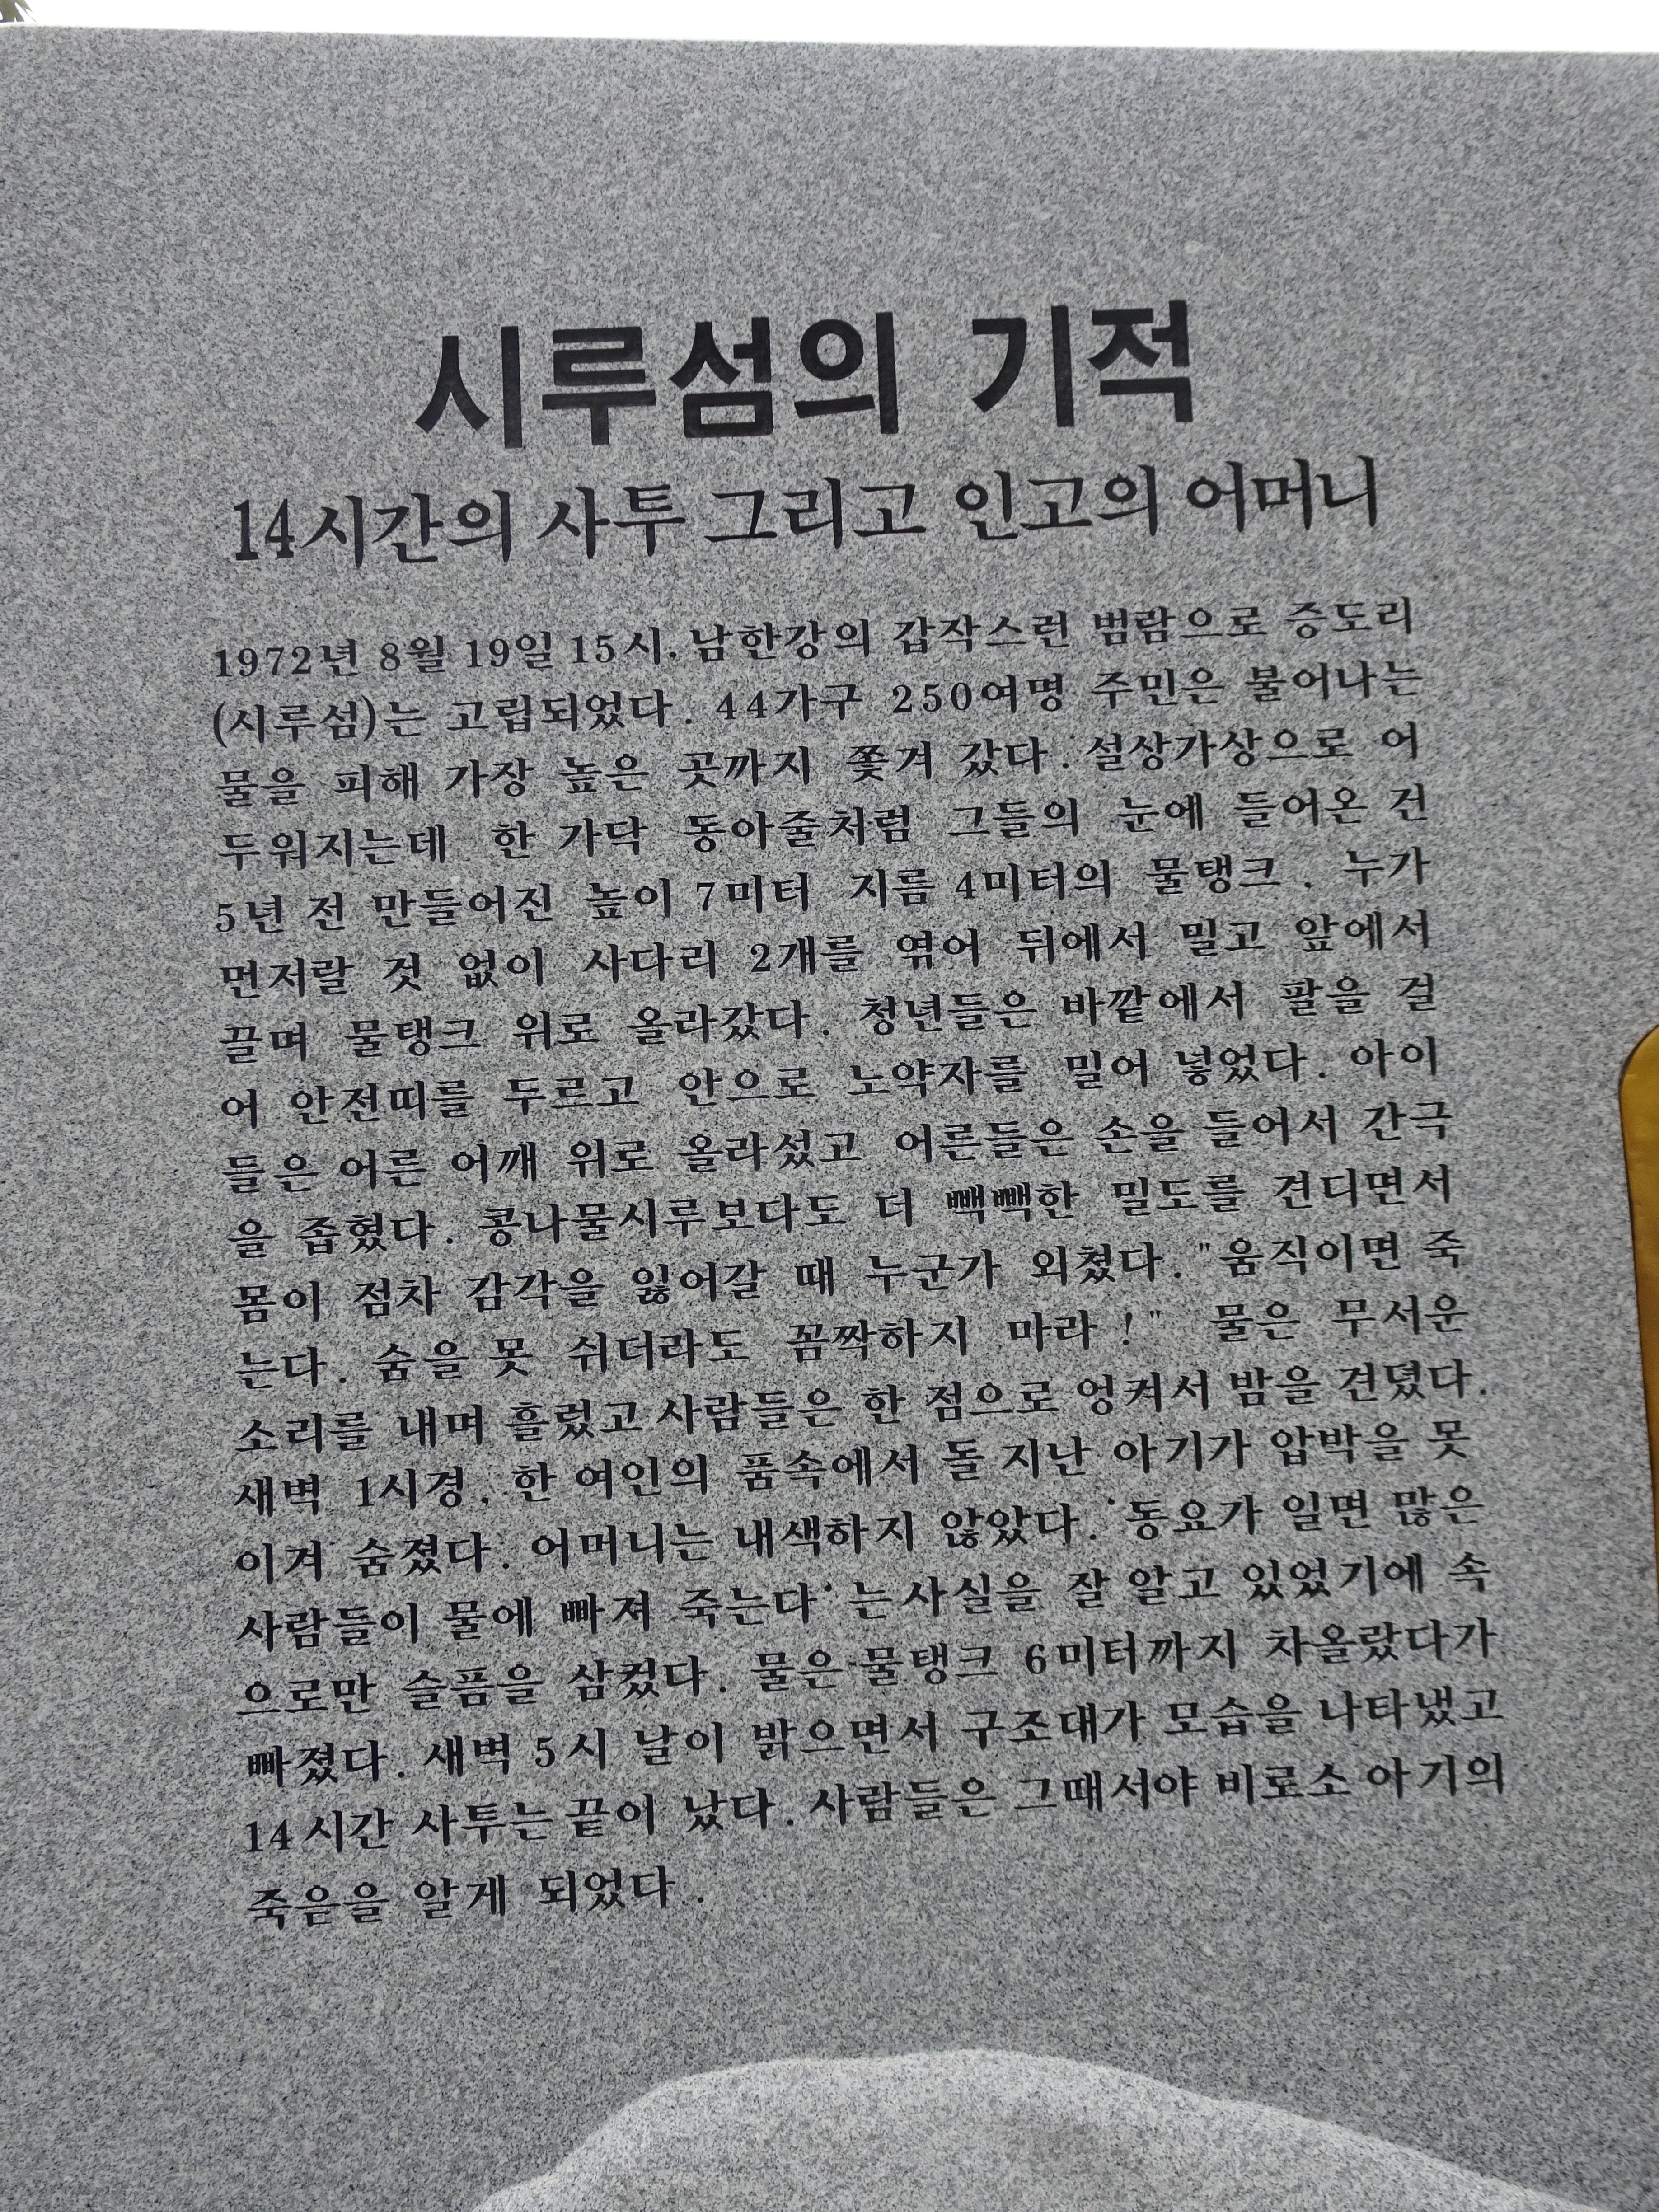 시루섬의 기적
14시간의 사투 그리고 인고의 어머니
1972년 8월 19일 15시. 남한강의 갑작스런 범람으로 증도리
(시루섬)는 고립되었다. 44가구 250여명 주민은 불어나는
물을 피해 가장 높은 곳까지 쫓겨 갔다. 설상가상으로 어
두워지는데 한 가닥 동아줄처럼 그들의 눈에 들어온 건
5년 전 만들어진 높이 7미터 지름 4미터의 물탱크. 누가
먼저랄 것 없이 사다리 2개를 엮어 뒤에서 밀고 앞에서
끌며 물탱크 위로 올라갔다. 청년들은 바깥에서 팔을 걸
어 안전띠를 두르고 안으로 노약자를 밀어 넣었다. 아이
들은 어른 어깨 위로 올라섰고 어른들은 손을 들어서 간극
을 좁혔다. 콩나물시루보다도 더 빽빽한 밀도를 견디면서
몸이 점차 감각을 잃어갈 때 누군가 외쳤다. "움직이면 죽
는다. 숨을 못 쉬더라도 꼼짝하지 마라!" 물은 무서운
소리를 내며 흘렀고 사람들은 한 점으로 엉켜서 밤을 견뎠다.
새벽 1시경, 한 여인의 품속에서 돌 지난 아기가 압박을 못
이겨 숨졌다. 어머니는 내색하지 않았다. '동요가 일면 많은
사람들이 물에 빠져 죽는다'는 사실을 잘 알고 있었기에 속
으로만 슬픔을 삼켰다. 물은 물탱크 6미터까지 차올랐다가
빠졌다. 새벽 5시 날이 밝으면서 구조대가 모습을 나타냈고
14시간 사투는 끝이 났다. 사람들은 그때서야 비로소 아기의
죽음을 알게 되었다.